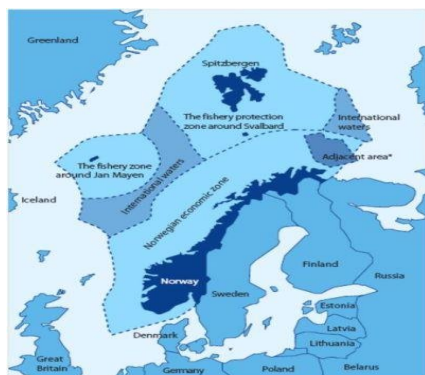 Greenland
Spitzbergen
The fishery protection
zone around Svalbard
International
waters
The fishery zone
around Jan Mayen
Adjacent area*
International waters
Iceland
Norwegian economic zone
Norway
Finland
Sweden
Russia
Estonia
Latvia
Denmark
Lithuania
Great
Britain
Germany
Poland
Belarus